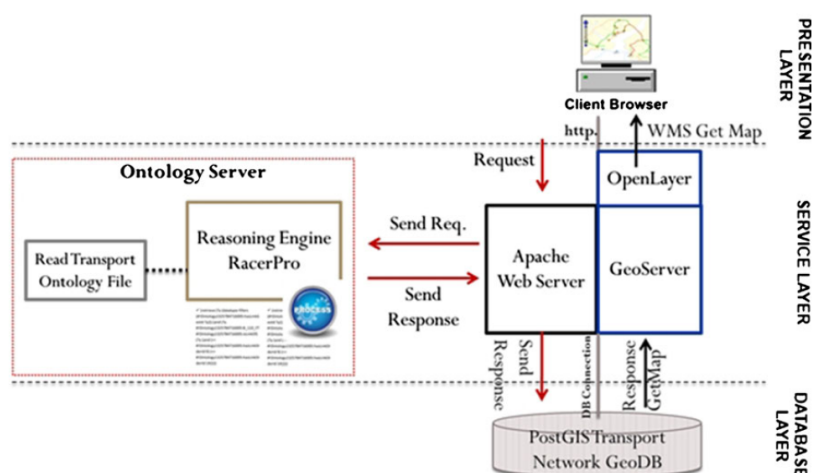 PRESENTATION
LAYER
Client Browser
http.
WMS Get Map
Request
OpenLayer
Ontology Server
Read Transport
Ontology File
Reasoning Engine
RacerPro
PROCESS
Send Req.
Send
Response
Apache
Web Server
GeoServer
SERVICE LAYER
Send
Response
DB Connection
GetMap
Response
PostGIS Transport
Network GeoDB
DATABASE
LAYER